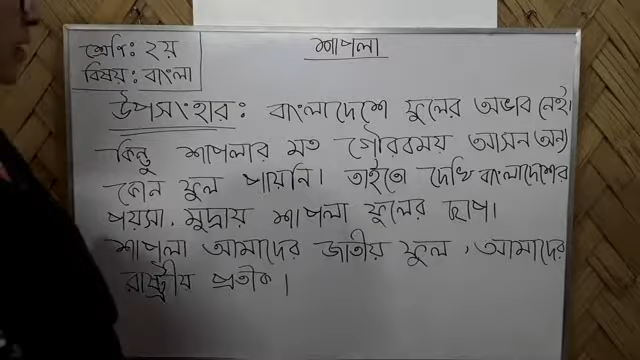 শ্রেণি: ২য়
বিষয়: বাংলা
শাপলা
উপসংহার: বাংলাদেশে ফুলের অভাব নেই।
কিন্তু শাপলার মত গৌরবময় আসন অন্য
কোন ফুল পায়নি। তাইতো দেখি বাংলাদেশের
পয়সা, মুদ্রায় শাপলা ফুলের ছাপ।
শাপলা আমাদের জাতীয় ফুল, আমাদের
রাষ্ট্রীয় প্রতীক।